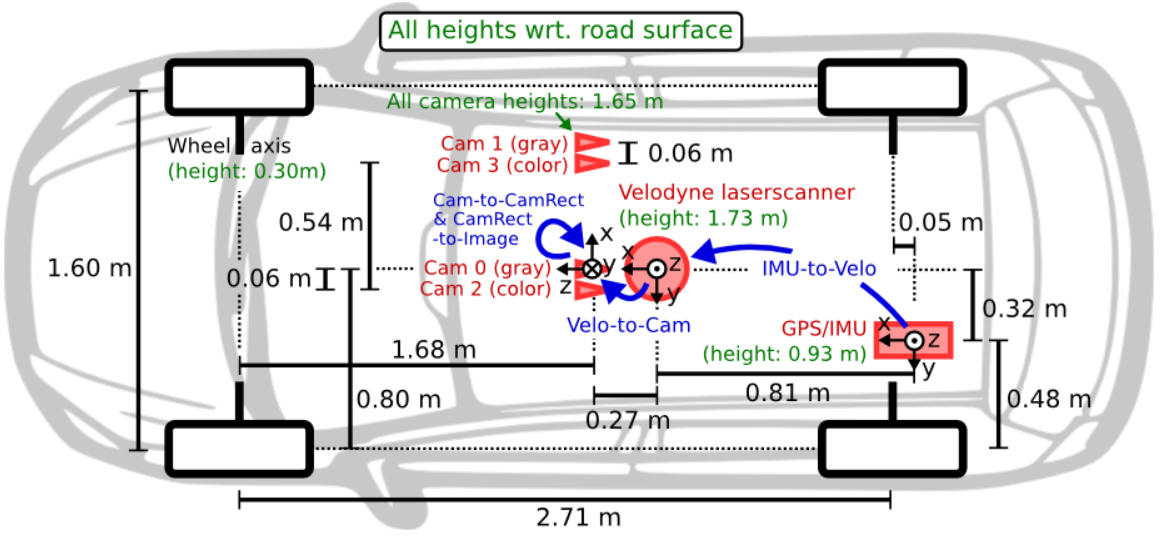 All heights wrt. road surface
All camera heights: 1.65 m
Wheel axis
(height: 0.30m)
Cam 1 (gray)
Cam 3 (color)
0.06 m
Cam-to-CamRect
& CamRect
-to-Image
Velodyne laserscanner
(height: 1.73 m)
0.54 m
0.05 m
x
1.60 m
0.06 m
Cam 0 (gray)
Cam 2 (color)
y
z
x
z
y
IMU-to-Velo
0.32 m
Velo-to-Cam
GPS/IMU
(height: 0.93 m)
x
z
y
1.68 m
0.80 m
0.27 m
0.81 m
0.48 m
2.71 m